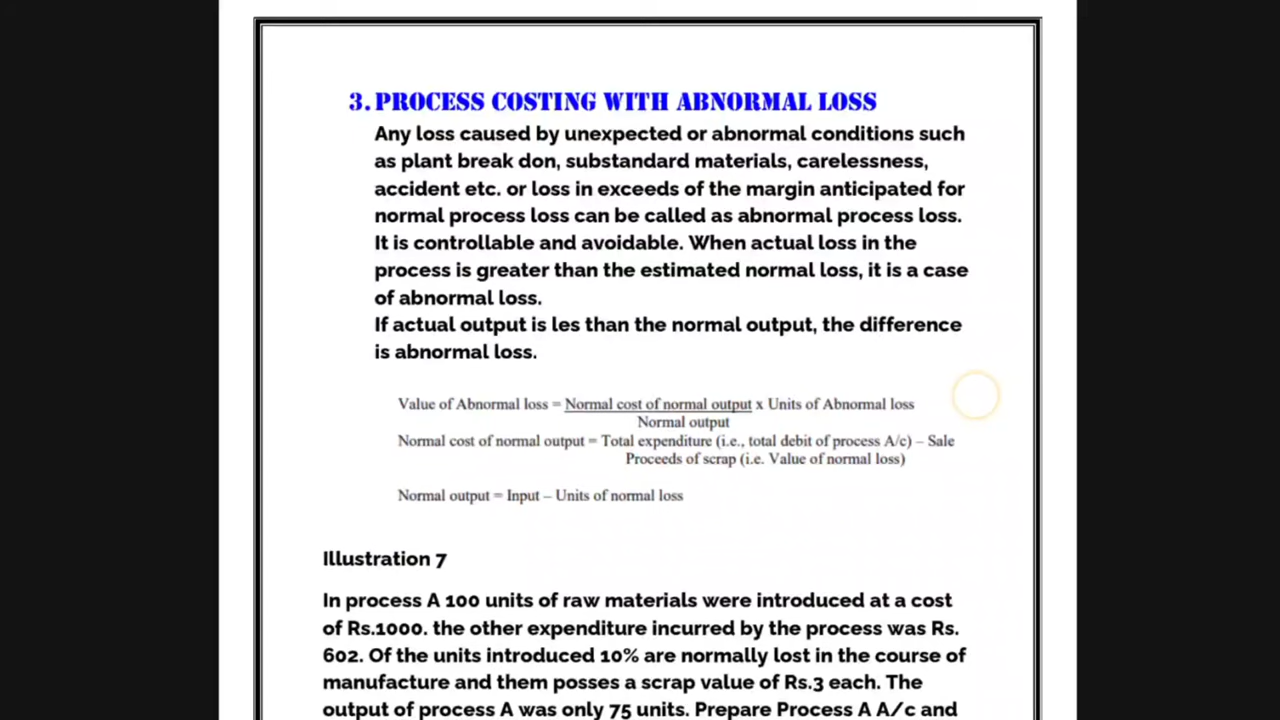 3. PROCESS COSTING WITH ABNORMAL LOSS
Any loss caused by unexpected or abnormal conditions such
as plant break don, substandard materials, carelessness,
accident etc. or loss in exceeds of the margin anticipated for
normal process loss can be called as abnormal process loss.
It is controllable and avoidable. When actual loss in the
process is greater than the estimated normal loss, it is a case
of abnormal loss.
If actual output is les than the normal output, the difference
is abnormal loss.
Value of Abnormal loss = Normal cost of normal output x Units of Abnormal loss
Normal output
Normal cost of normal output = Total expenditure (i.e., total debit of process A/c) – Sale
Proceeds of scrap (i.e. Value of normal loss)
Normal output = Input – Units of normal loss
Illustration 7
In process A 100 units of raw materials were introduced at a cost
of Rs.1000. the other expenditure incurred by the process was Rs.
602. Of the units introduced 10% are normally lost in the course of
manufacture and them posses a scrap value of Rs.3 each. The
output of process A was only 75 units. Prepare Process A A/c and